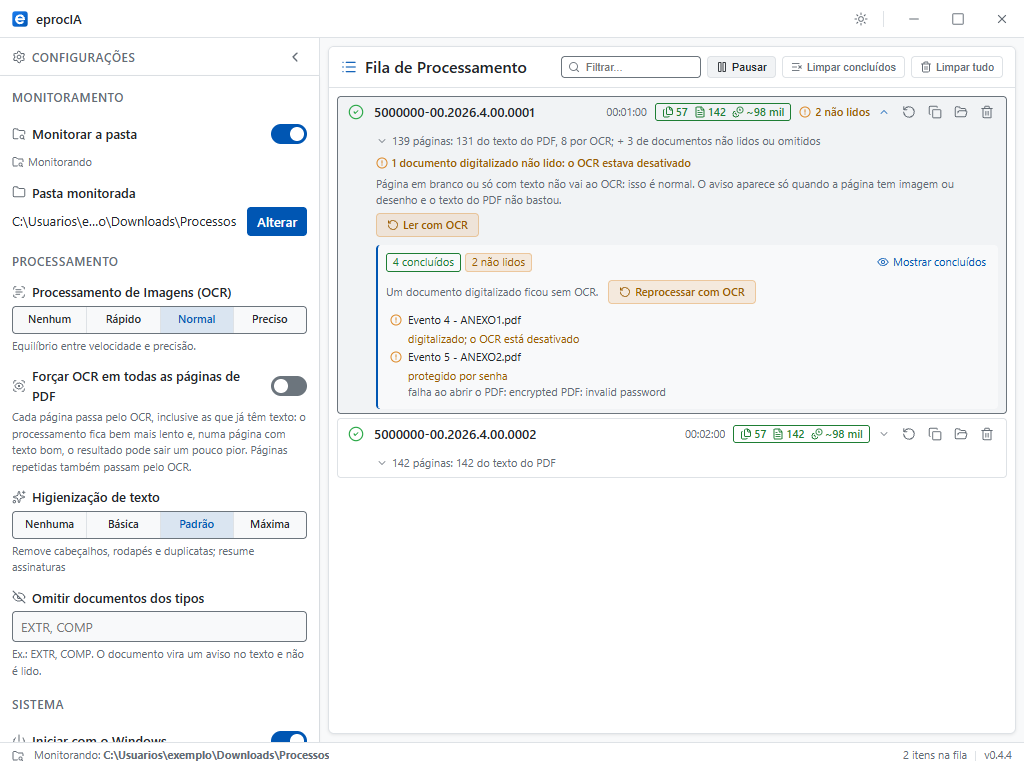 eprocIA
CONFIGURAÇÕES
MONITORAMENTO
Monitorar a pasta
Monitorando
Pasta monitorada
C:\Usuarios\e...o\Downloads\Processos
Alterar
PROCESSAMENTO
Processamento de Imagens (OCR)
Nenhum Rápido Normal Preciso
Equilíbrio entre velocidade e precisão.
Forçar OCR em todas as páginas de
PDF
Cada página passa pelo OCR, inclusive as que já têm texto: o
processamento fica bem mais lento e, numa página com
texto bom, o resultado pode sair um pouco pior. Páginas
repetidas também passam pelo OCR.
Higienização de texto
Nenhuma Básica Padrão Máxima
Remove cabeçalhos, rodapés e duplicatas; resume
assinaturas
Omitir documentos dos tipos
EXTR, COMP
Ex.: EXTR, COMP. O documento vira um aviso no texto e não
é lido.
SISTEMA
Iniciar com o Windows
Fila de Processamento
Filtrar...
Pausar
Limpar concluídos
Limpar tudo
5000000-00.2026.4.00.0001 00:01:00 57 142 ~98 mil 2 não lidos
139 páginas: 131 do texto do PDF, 8 por OCR; + 3 de documentos não lidos ou omitidos
1 documento digitalizado não lido: o OCR estava desativado
Página em branco ou só com texto não vai ao OCR: isso é normal. O aviso aparece só quando a página tem imagem ou
desenho e o texto do PDF não bastou.
Ler com OCR
4 concluídos 2 não lidos Mostrar concluídos
Um documento digitalizado ficou sem OCR. Reprocessar com OCR
Evento 4 - ANEXO1.pdf
digitalizado; o OCR está desativado
Evento 5 - ANEXO2.pdf
protegido por senha
falha ao abrir o PDF: encrypted PDF: invalid password
5000000-00.2026.4.00.0002 00:02:00 57 142 ~98 mil
142 páginas: 142 do texto do PDF
Monitorando: C:\Usuarios\exemplo\Downloads\Processos
2 itens na fila v0.4.4